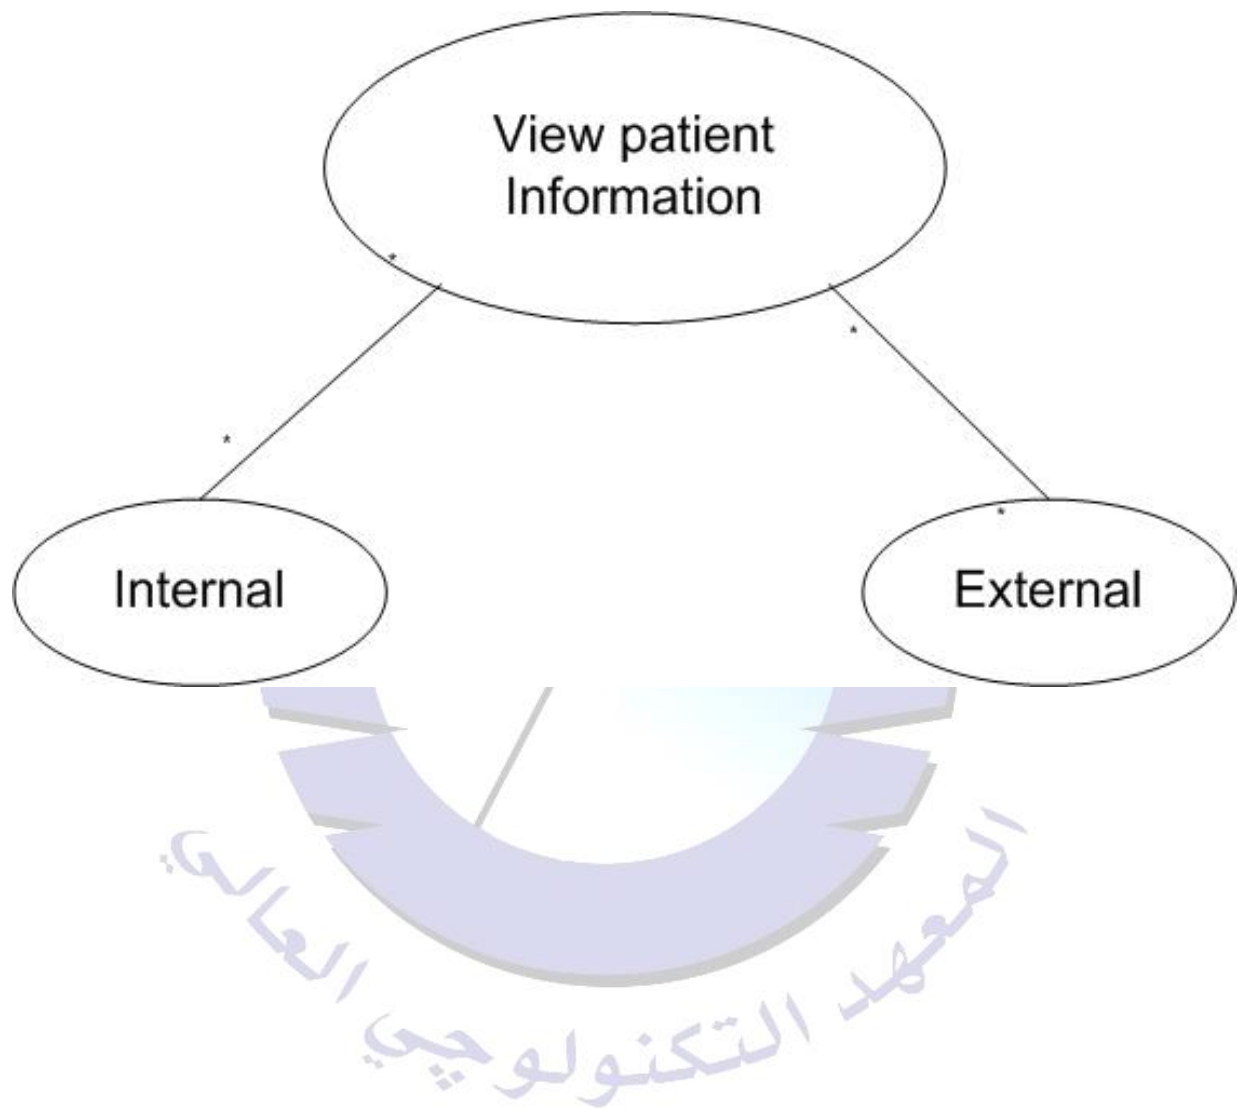 View patient
Information
*
*
*
*
Internal
External
المعهد التكنولوجي العالي